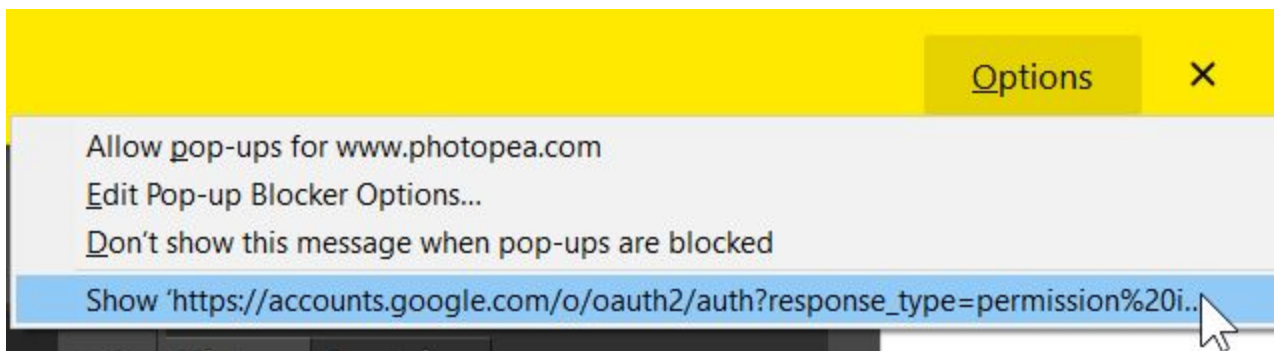 Options ×
Allow pop-ups for www.photopea.com
Edit Pop-up Blocker Options...
Don’t show this message when pop-ups are blocked
Show ‘https://accounts.google.com/o/oauth2/auth?response_type=permission%20i...